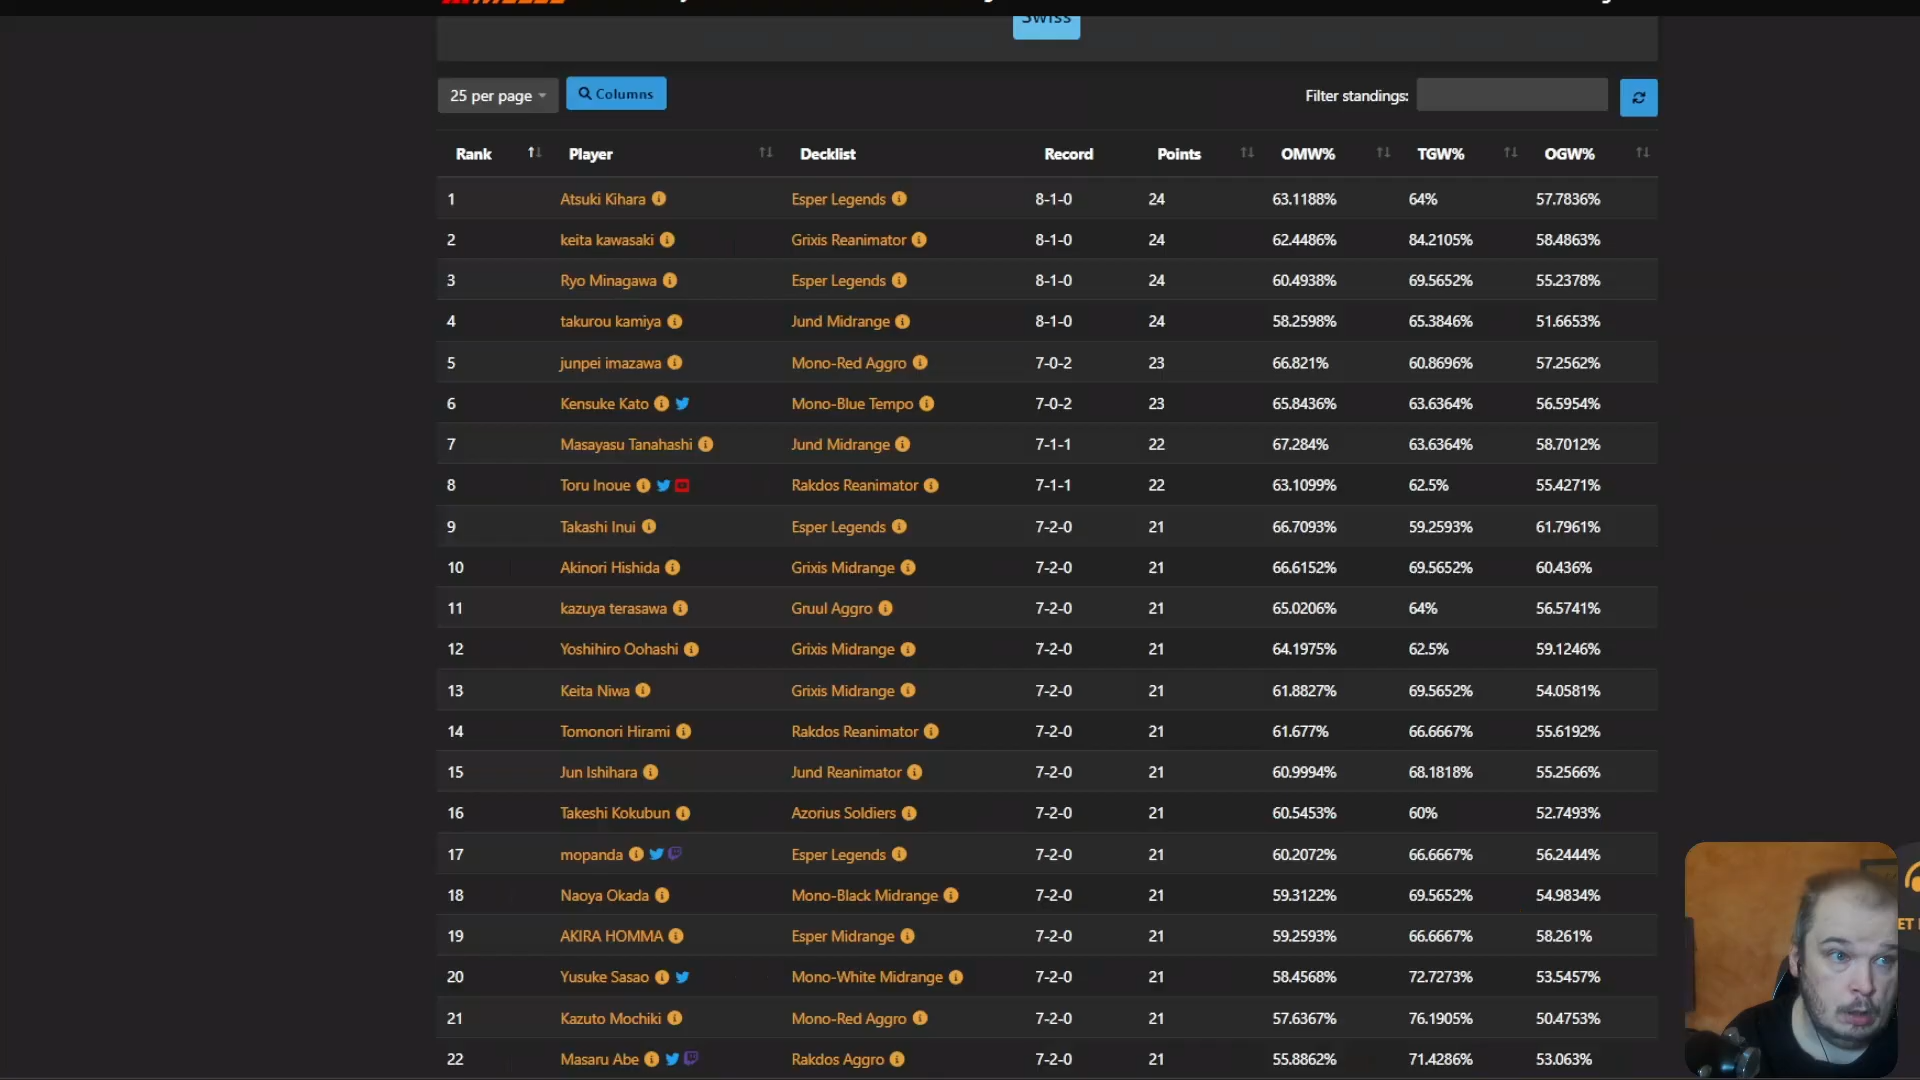 Swiss
25 per page Columns Filter standings:
Rank Player Decklist Record Points OMW% TGW% OGW%
1 Atsuki Kihara Esper Legends 8-1-0 24 63.1188% 64% 57.7836%
2 keita kawasaki Grixis Reanimator 8-1-0 24 62.4486% 84.2105% 58.4863%
3 Ryo Minagawa Esper Legends 8-1-0 24 60.4938% 69.5652% 55.2378%
4 takurou kamiya Jund Midrange 8-1-0 24 58.2598% 65.3846% 51.6653%
5 junpei imazawa Mono-Red Aggro 7-0-2 23 66.821% 60.8696% 57.2562%
6 Kensuke Kato Mono-Blue Tempo 7-0-2 23 65.8436% 63.6364% 56.5954%
7 Masayasu Tanahashi Jund Midrange 7-1-1 22 67.284% 63.6364% 58.7012%
8 Toru Inoue Rakdos Reanimator 7-1-1 22 63.1099% 62.5% 55.4271%
9 Takashi Inui Esper Legends 7-2-0 21 66.7093% 59.2593% 61.7961%
10 Akinori Hishida Grixis Midrange 7-2-0 21 66.6152% 69.5652% 60.436%
11 kazuya terasawa Gruul Aggro 7-2-0 21 65.0206% 64% 56.5741%
12 Yoshihiro Oohashi Grixis Midrange 7-2-0 21 64.1975% 62.5% 59.1246%
13 Keita Niwa Grixis Midrange 7-2-0 21 61.8827% 69.5652% 54.0581%
14 Tomonori Hirami Rakdos Reanimator 7-2-0 21 61.677% 66.6667% 55.6192%
15 Jun Ishihara Jund Reanimator 7-2-0 21 60.9994% 68.1818% 55.2566%
16 Takeshi Kokubun Azorius Soldiers 7-2-0 21 60.5453% 60% 52.7493%
17 mopanda Esper Legends 7-2-0 21 60.2072% 66.6667% 56.2444%
18 Naoya Okada Mono-Black Midrange 7-2-0 21 59.3122% 69.5652% 54.9834%
19 AKIRA HOMMA Esper Midrange 7-2-0 21 59.2593% 66.6667% 58.261%
20 Yusuke Sasao Mono-White Midrange 7-2-0 21 58.4568% 72.7273% 53.5457%
21 Kazuto Mochiki Mono-Red Aggro 7-2-0 21 57.6367% 76.1905% 50.4753%
22 Masaru Abe Rakdos Aggro 7-2-0 21 55.8862% 71.4286% 53.063%